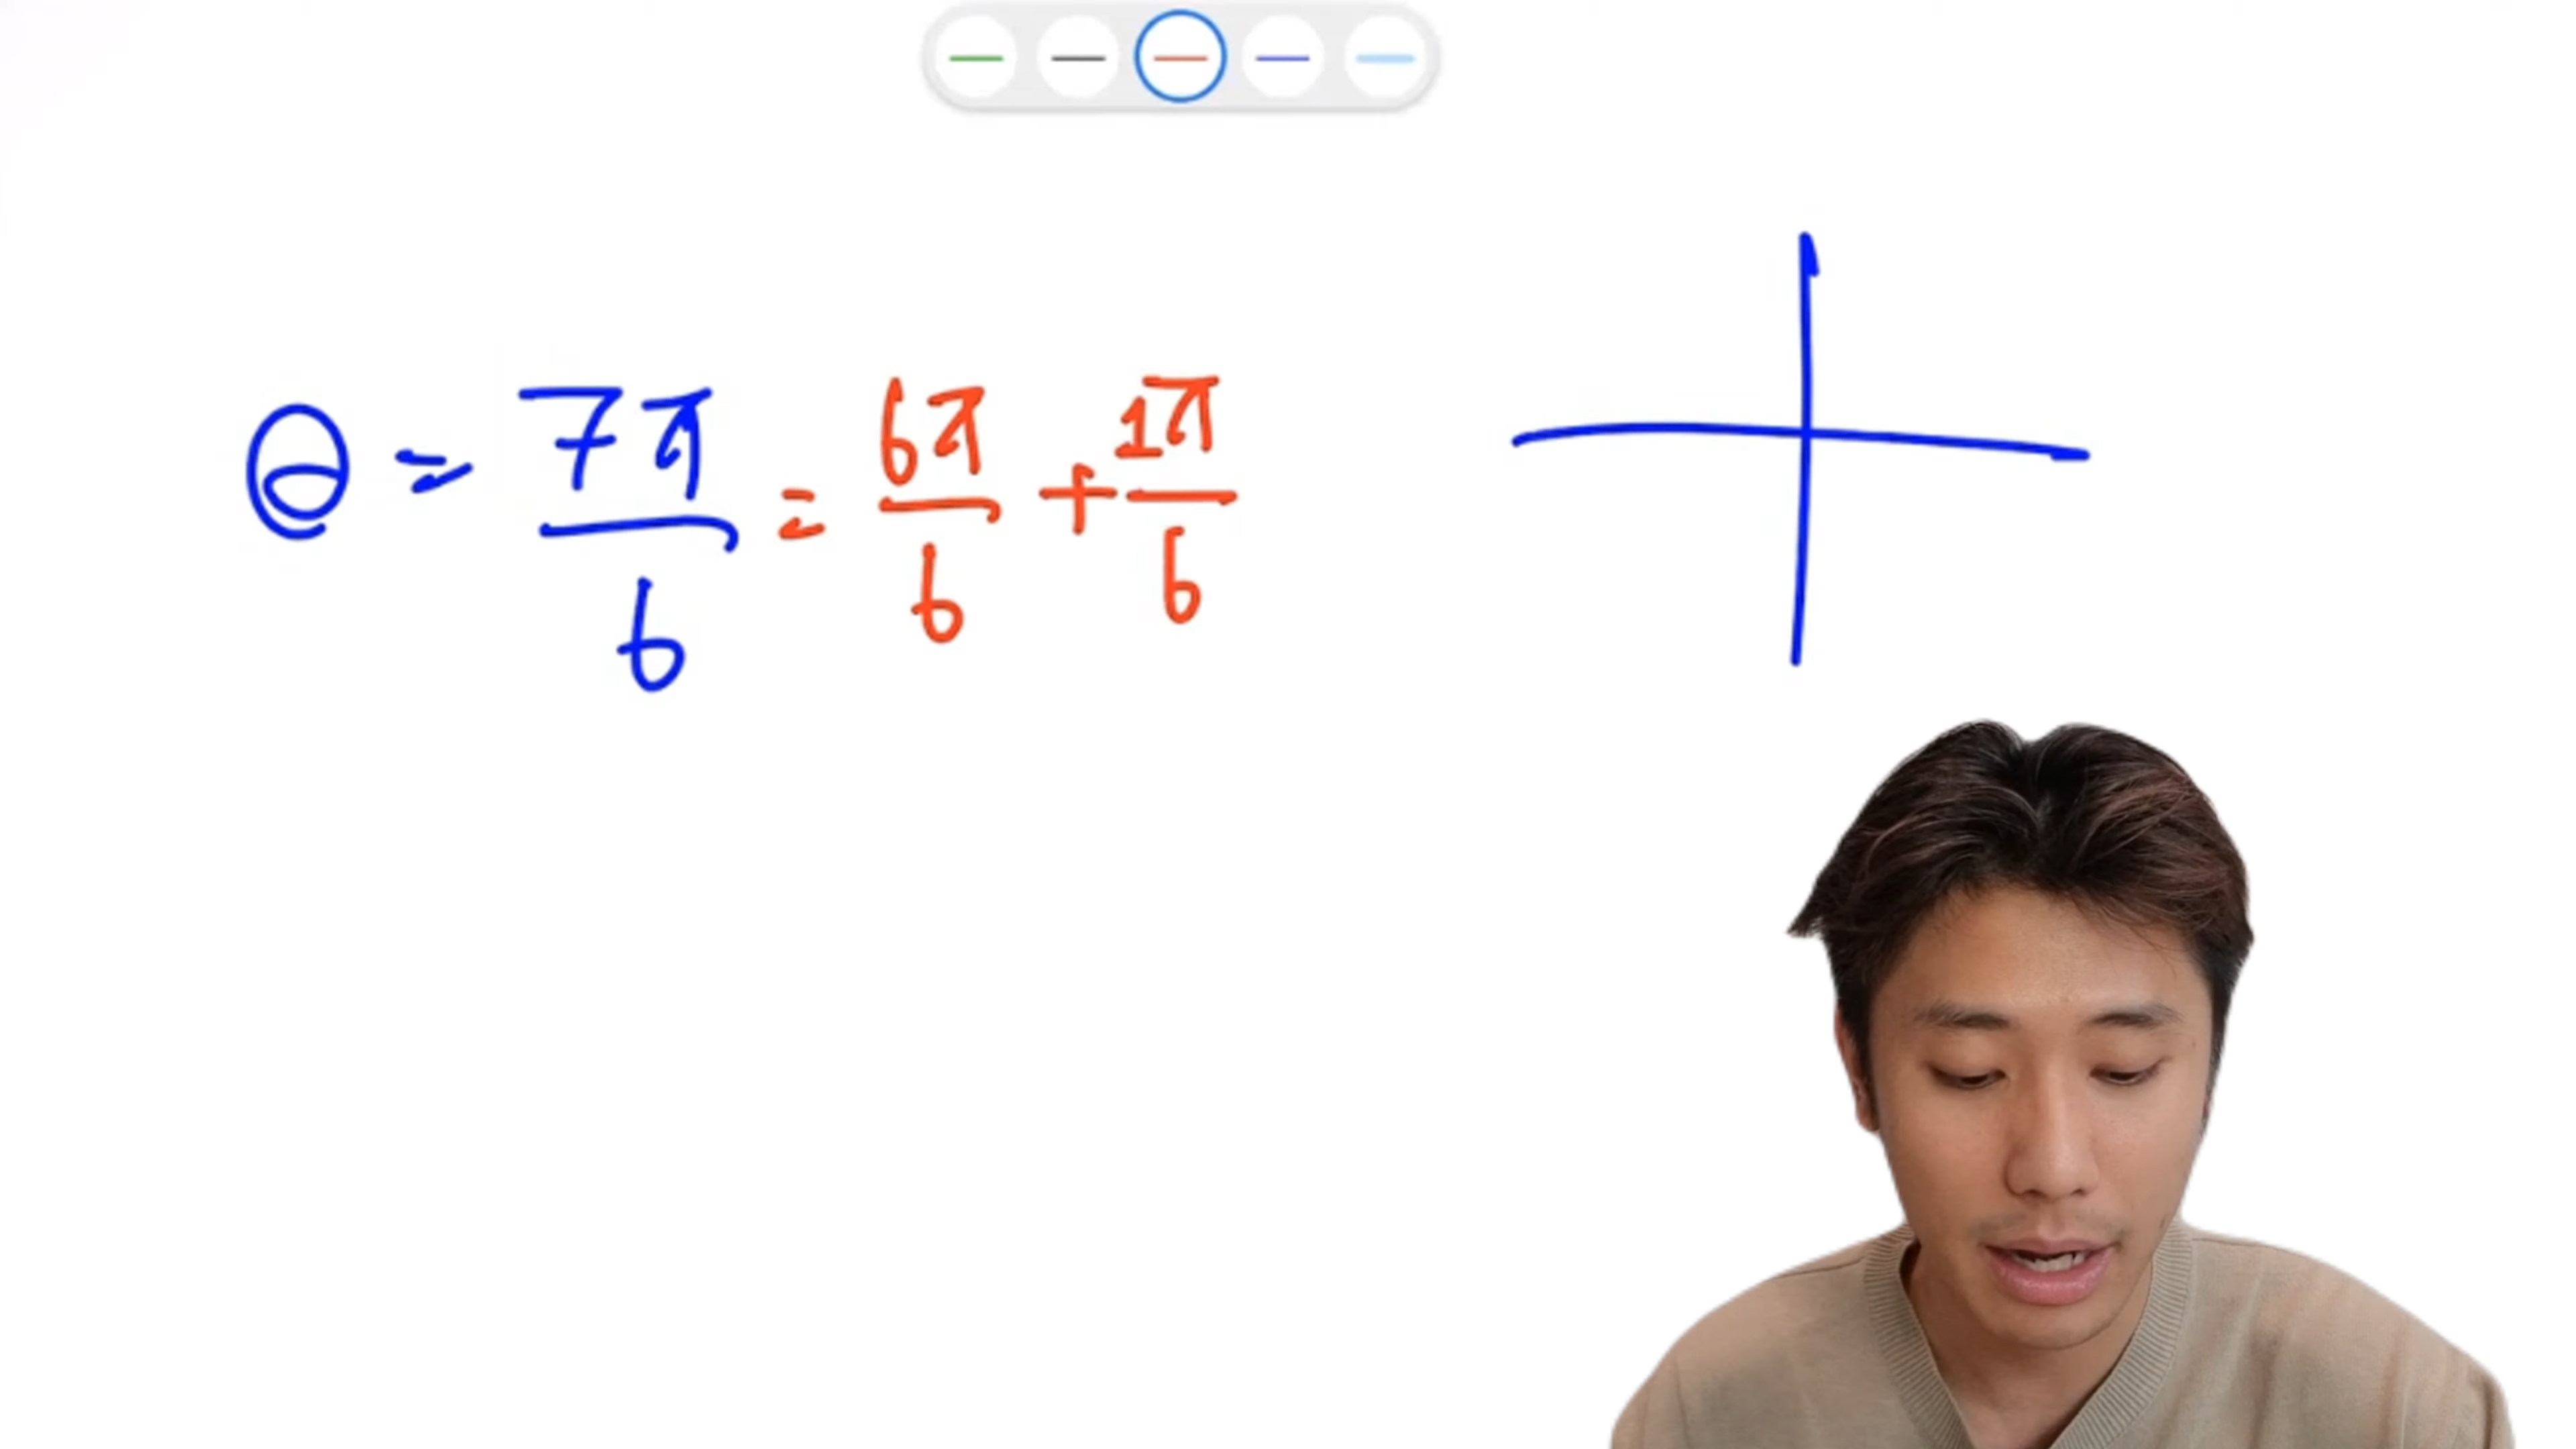 θ = 7π/6 = 6π/6 + 1π/6